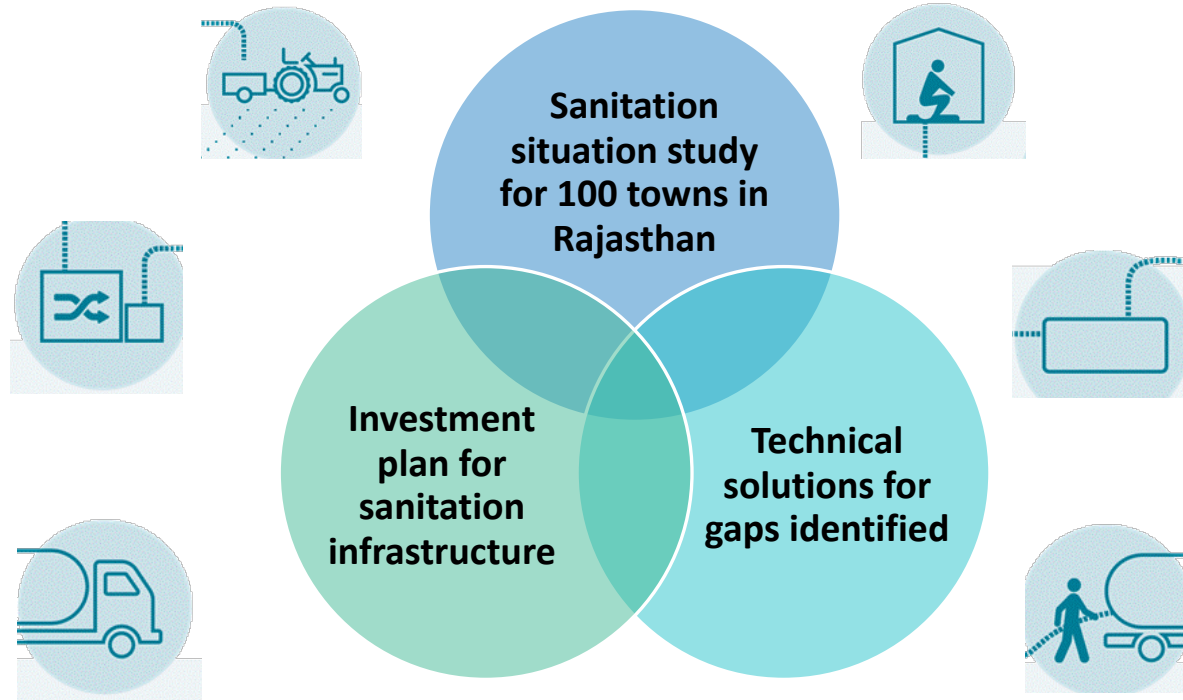 Sanitation
situation study
for 100 towns in
Rajasthan
Investment
plan for
sanitation
infrastructure
Technical
solutions for
gaps identified